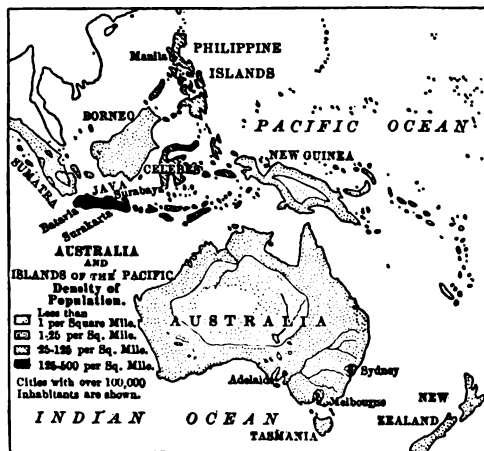 PHILIPPINE
Manila
ISLANDS
BORNEO
PACIFIC OCEAN
SUMATRA
CELEBES
NEW GUINEA
JAVA
Surabaya
Batavia
Surakarta
AUSTRALIA
AND
ISLANDS OF THE PACIFIC
Density of
Population.
Less than
1 per Square Mile.
1-25 per Sq. Mile.
25-125 per Sq. Mile.
125-500 per Sq. Mile.
Cities with over 100,000
Inhabitants are shown.
AUSTRALIA
Adelaide
Sydney
Melbourne
NEW
ZEALAND
INDIAN OCEAN
TASMANIA